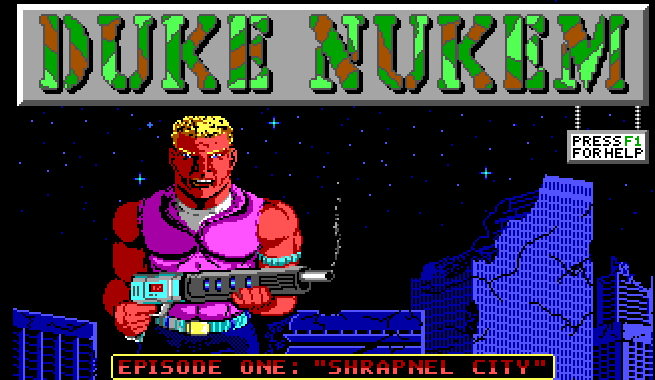 DUKE NUKEM
PRESS F1
FOR HELP
EPISODE ONE: "SHRAPNEL CITY"